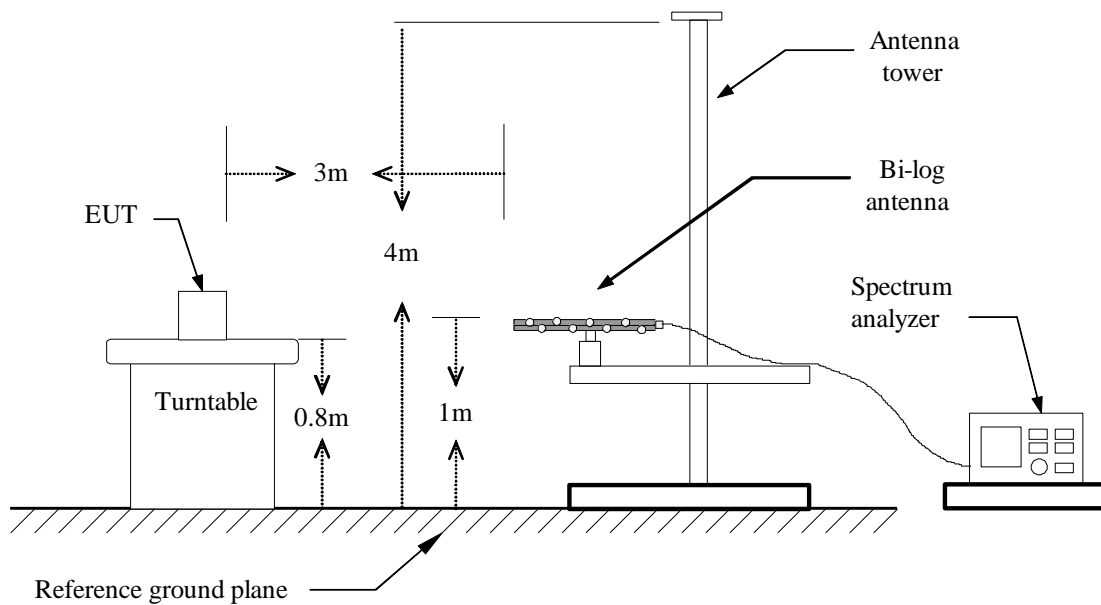 Antenna
tower
3m
Bi-log
antenna
EUT
4m
Spectrum
analyzer
Turntable
0.8m
1m
Reference ground plane